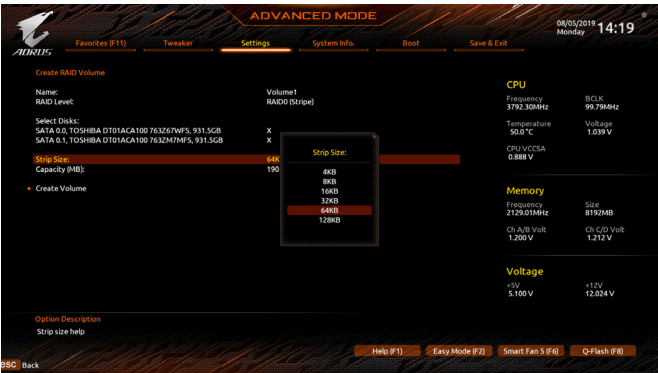 ADVANCED MODE
08/05/2019 Monday 14:19
AORUS
Favorites (F11) Tweaker Settings System Info. Boot Save & Exit
Create RAID Volume
Name: Volume1
RAID Level: RAID0 (Stripe)
Select Disks:
SATA 0.0, TOSHIBA DT01ACA100 763Z67WFS, 931.5GB X
SATA 0.1, TOSHIBA DT01ACA100 763ZM7MFS, 931.5GB X
Strip Size: 64K
Capacity (MB): 190
Create Volume
Strip Size:
4KB
8KB
16KB
32KB
64KB
128KB
CPU
Frequency BCLK
3792.30MHz 99.79MHz
Temperature Voltage
50.0 °C 1.039 V
CPU VCCSA
0.888 V
Memory
Frequency Size
2129.01MHz 8192MB
Ch A/B Volt Ch C/D Volt
1.200 V 1.212 V
Voltage
+5V +12V
5.100 V 12.024 V
Option Description
Strip size help
Help (F1) Easy Mode (F2) Smart Fan 5 (F6) Q-Flash (F8)
esc Back